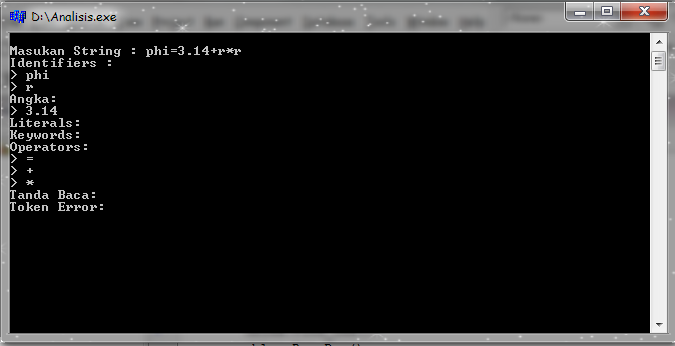 D:\Analisis.exe
Masukan String : phi=3.14+r*r
Identifiers :
> phi
> r
Angka:
> 3.14
Literals:
Keywords:
Operators:
> =
> +
> *
Tanda Baca:
Token Error: